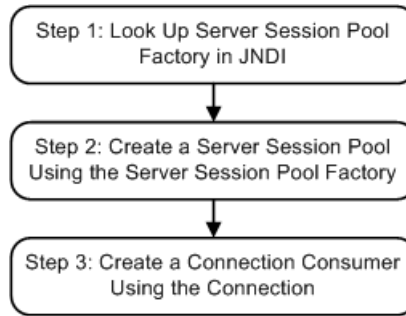 Step 1: Look Up Server Session Pool
Factory in JNDI
Step 2: Create a Server Session Pool
Using the Server Session Pool Factory
Step 3: Create a Connection Consumer
Using the Connection